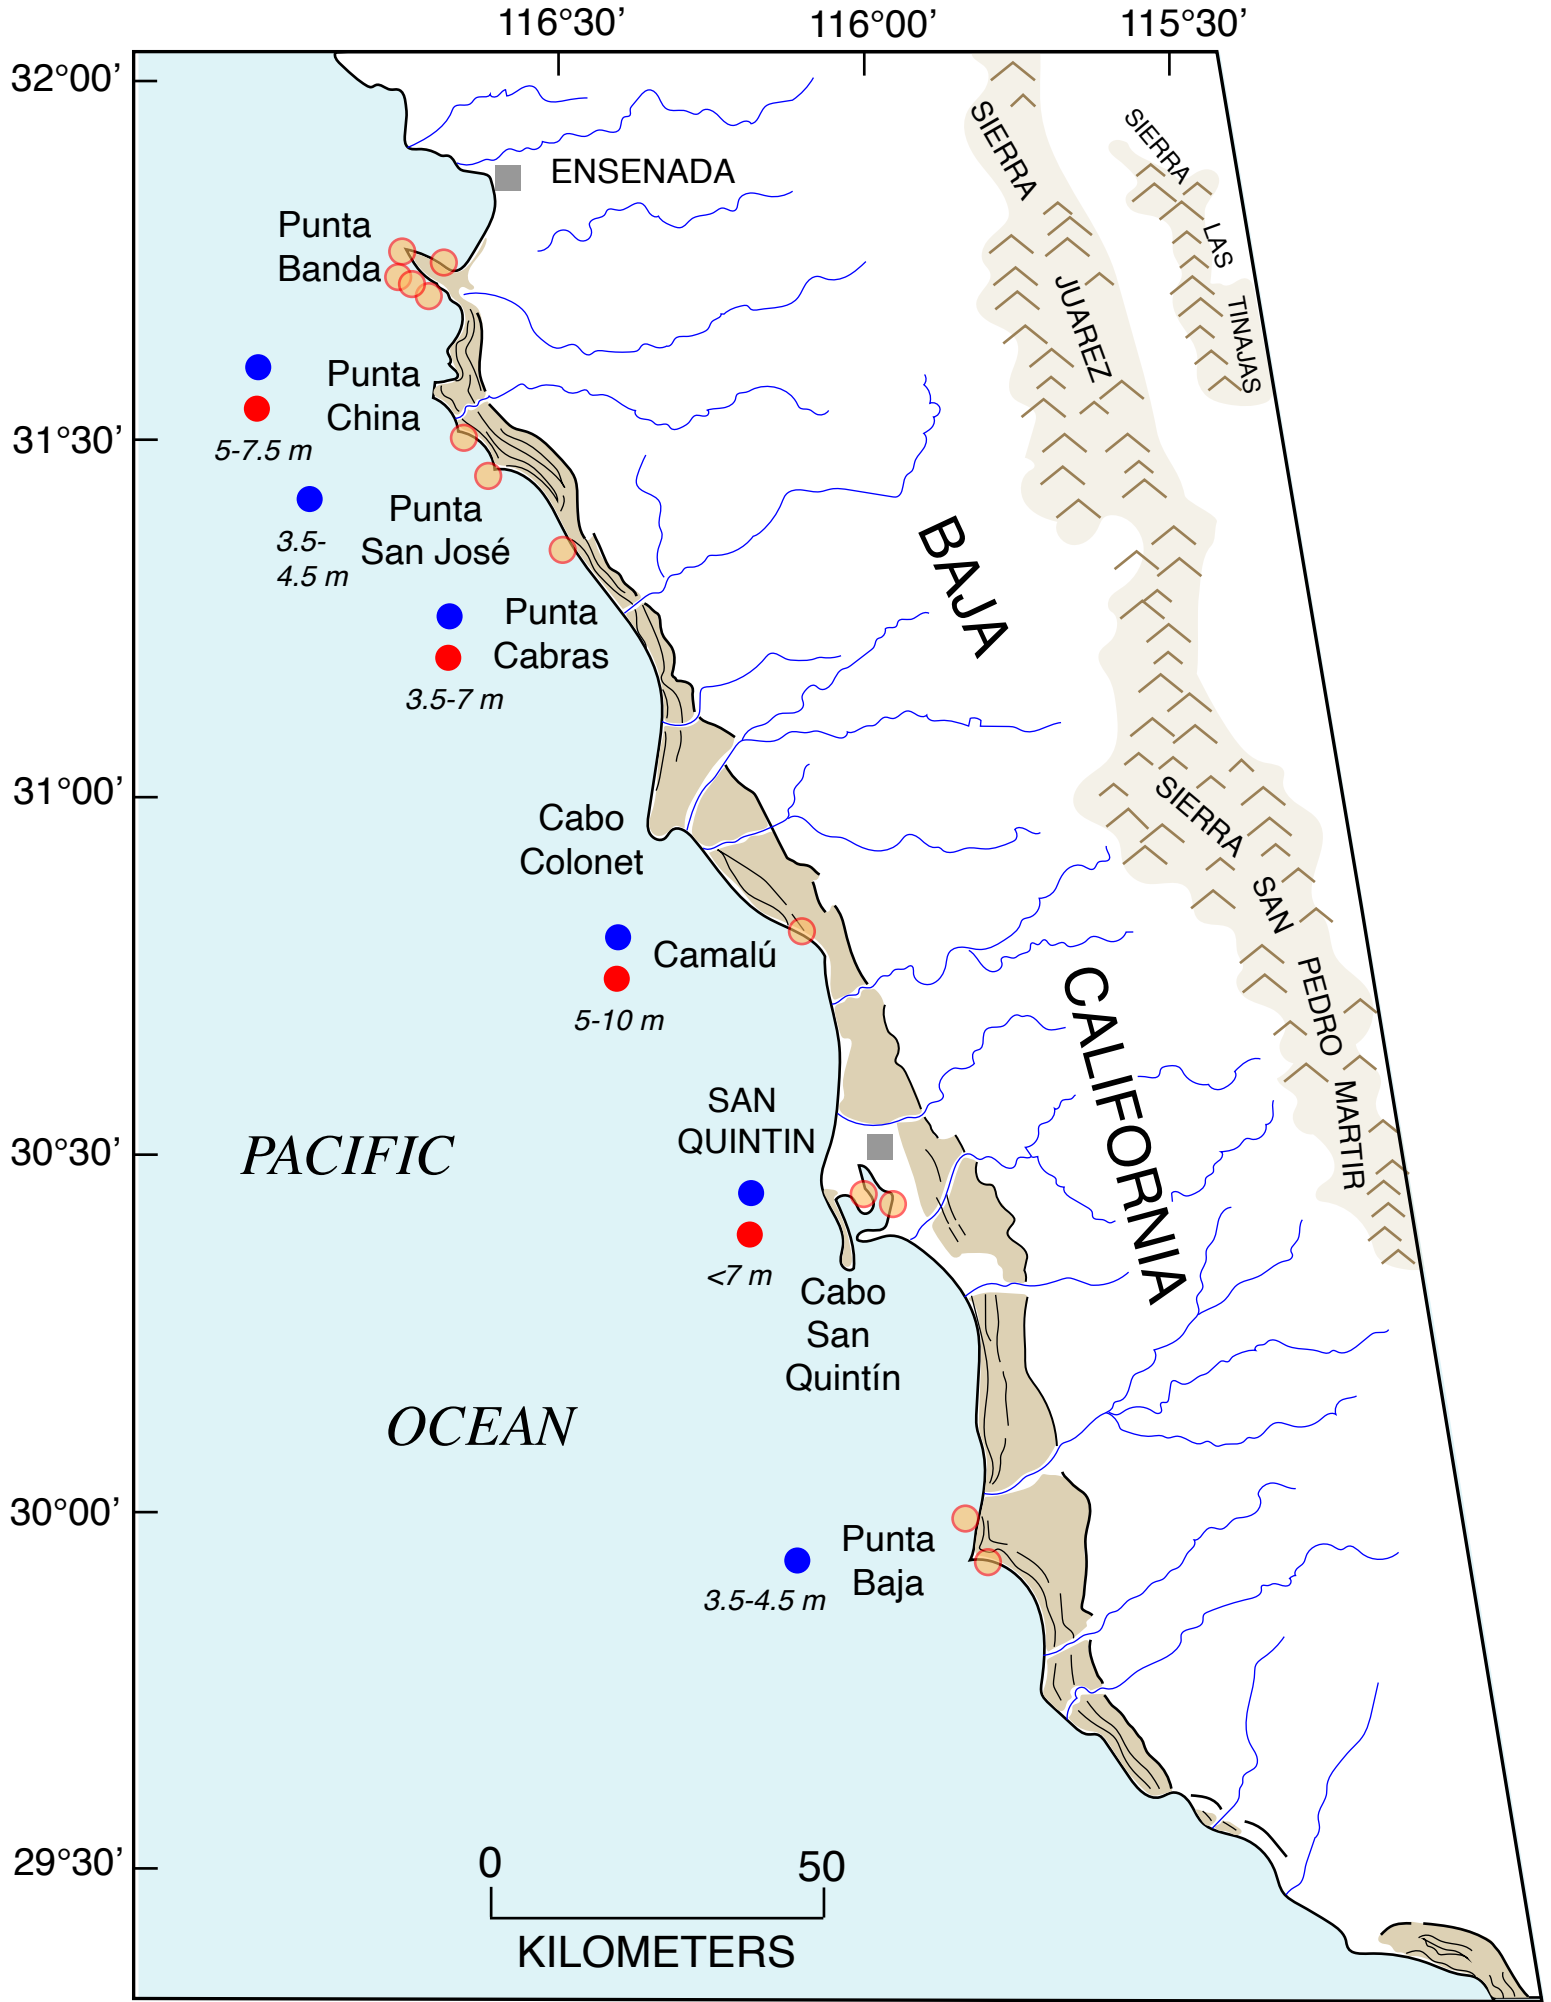 116°30’
116°00’
115°30’
32°00’
SIERRA
SIERRA
ENSENADA
Punta
Banda
LAS
JUAREZ
TINAJAS
Punta
China
31°30’
5-7.5 m
Punta
San José
3.5-
4.5 m
BAJA
Punta
Cabras
3.5-7 m
31°00’
SIERRA
Cabo
Colonet
SAN
Camalú
PEDRO
5-10 m
CALIFORNIA
SAN
QUINTIN
MARTIR
30°30’
PACIFIC
<7 m
Cabo
San
Quintín
OCEAN
30°00’
Punta
Baja
3.5-4.5 m
29°30’
0
50
KILOMETERS